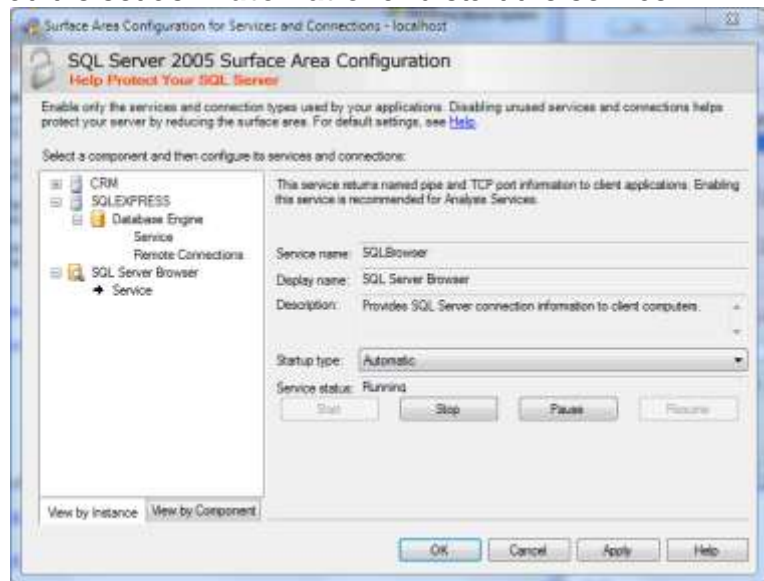 Surface Area Configuration for Services and Connections - localhost
SQL Server 2005 Surface Area Configuration
Help Protect Your SQL Server
Enable only the services and connection types used by your applications. Disabling unused services and connections helps
protect your server by reducing the surface area. For default settings, see Help.
Select a component and then configure its services and connections:
CRM
SQLEXPRESS
Database Engine
Service
Remote Connections
SQL Server Browser
Service
This service returns named pipe and TCP port information to client applications. Enabling
this service is recommended for Analysis Services.
Service name: SQLBrowser
Display name: SQL Server Browser
Description: Provides SQL Server connection information to client computers.
Startup type: Automatic
Service status: Running
Start Stop Pause Resume
View by Instance View by Component
OK Cancel Apply Help